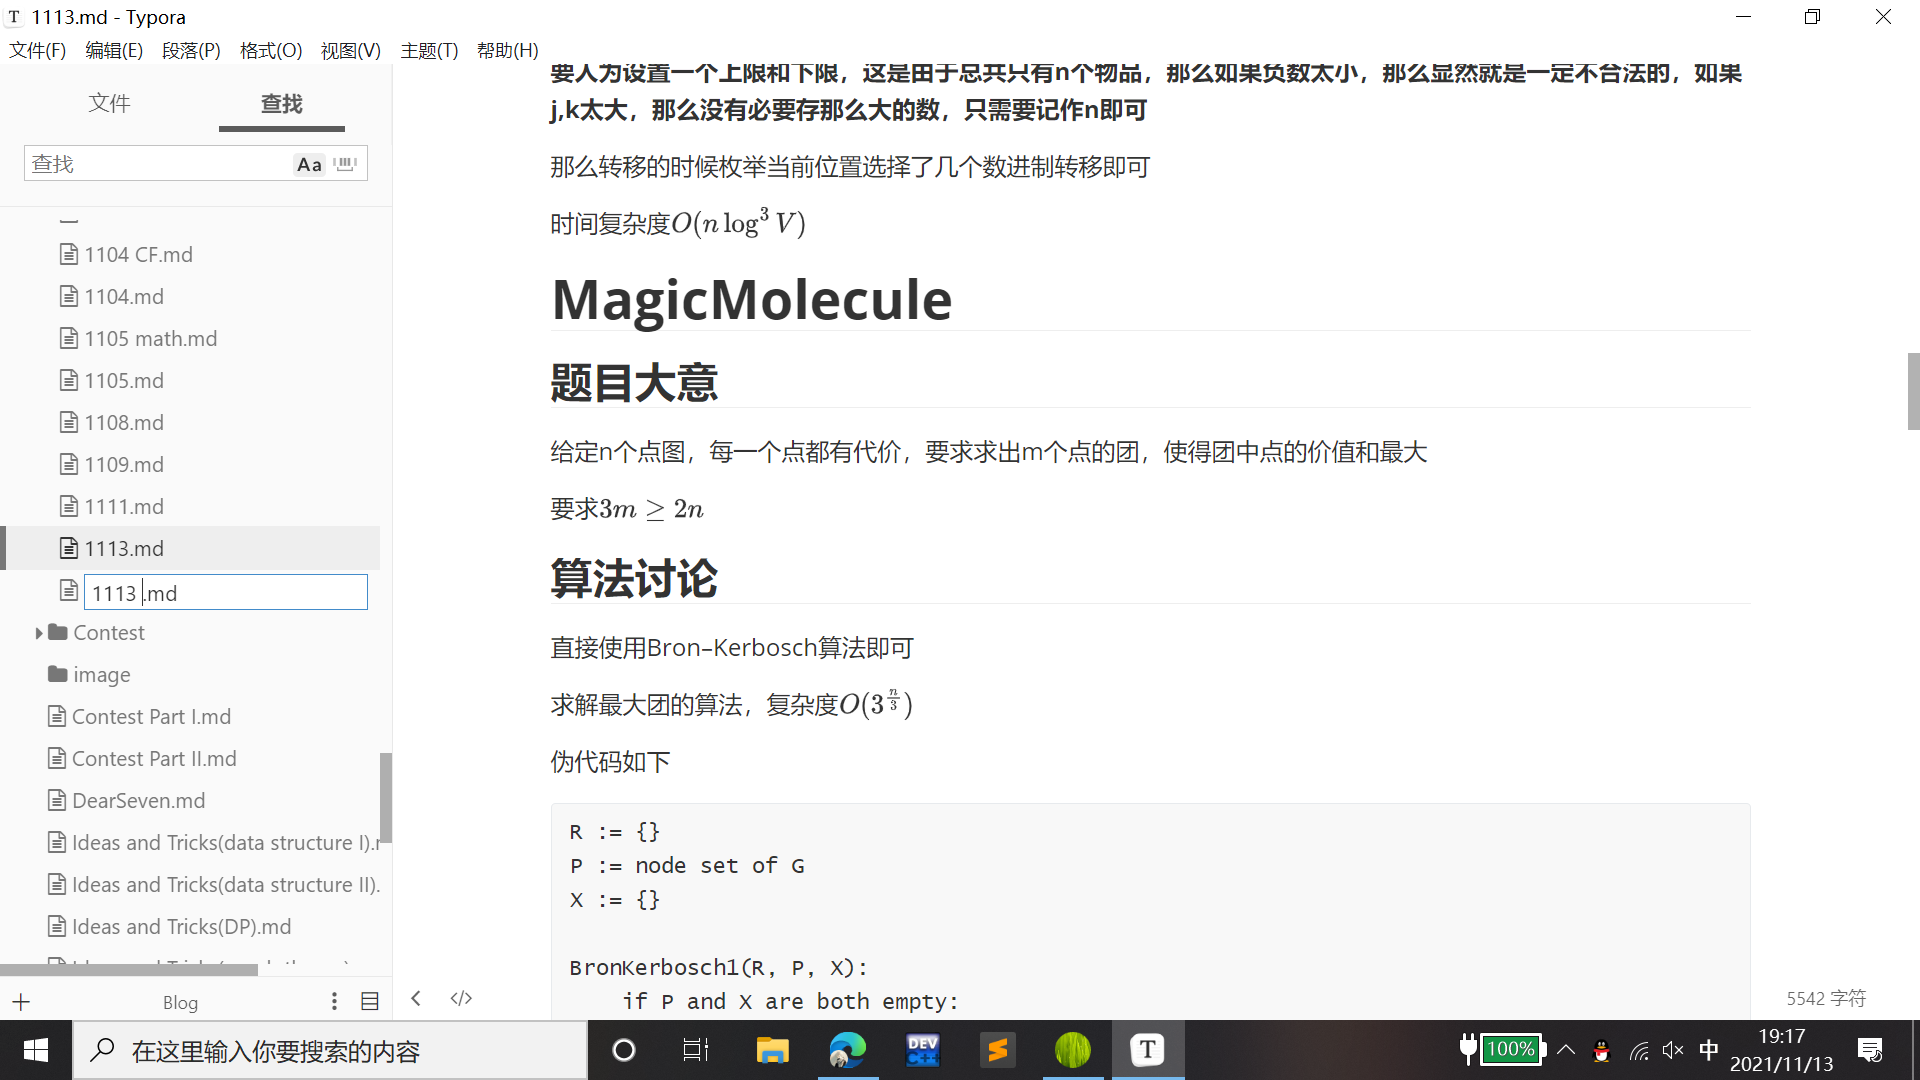 1113.md - Typora
文件(F) 编辑(E) 段落(P) 格式(O) 视图(V) 主题(T) 帮助(H)
文件 查找
查找 Aa
1104 CF.md
1104.md
1105 math.md
1105.md
1108.md
1109.md
1111.md
1113.md
1113 .md
Contest
image
Contest Part I.md
Contest Part II.md
DearSeven.md
Ideas and Tricks(data structure I).r
Ideas and Tricks(data structure II).
Ideas and Tricks(DP).md
Blog
要人为设置一个上限和下限，这是由于总共只有n个物品，那么如果负数太小，那么显然就是一定不合法的，如果
j,k太大，那么没有必要存那么大的数，只需要记作n即可
那么转移的时候枚举当前位置选择了几个数进制转移即可
时间复杂度O(n log³ V)
MagicMolecule
题目大意
给定n个点图，每一个点都有代价，要求求出m个点的团，使得团中点的价值和最大
要求3m ≥ 2n
算法讨论
直接使用Bron–Kerbosch算法即可
求解最大团的算法，复杂度O(3^{\frac{n}{3}})
伪代码如下
R := {}
P := node set of G
X := {}
BronKerbosch1(R, P, X):
    if P and X are both empty:
5542 字符
在这里输入你要搜索的内容
DEV C++
T
100%
中
19:17
2021/11/13